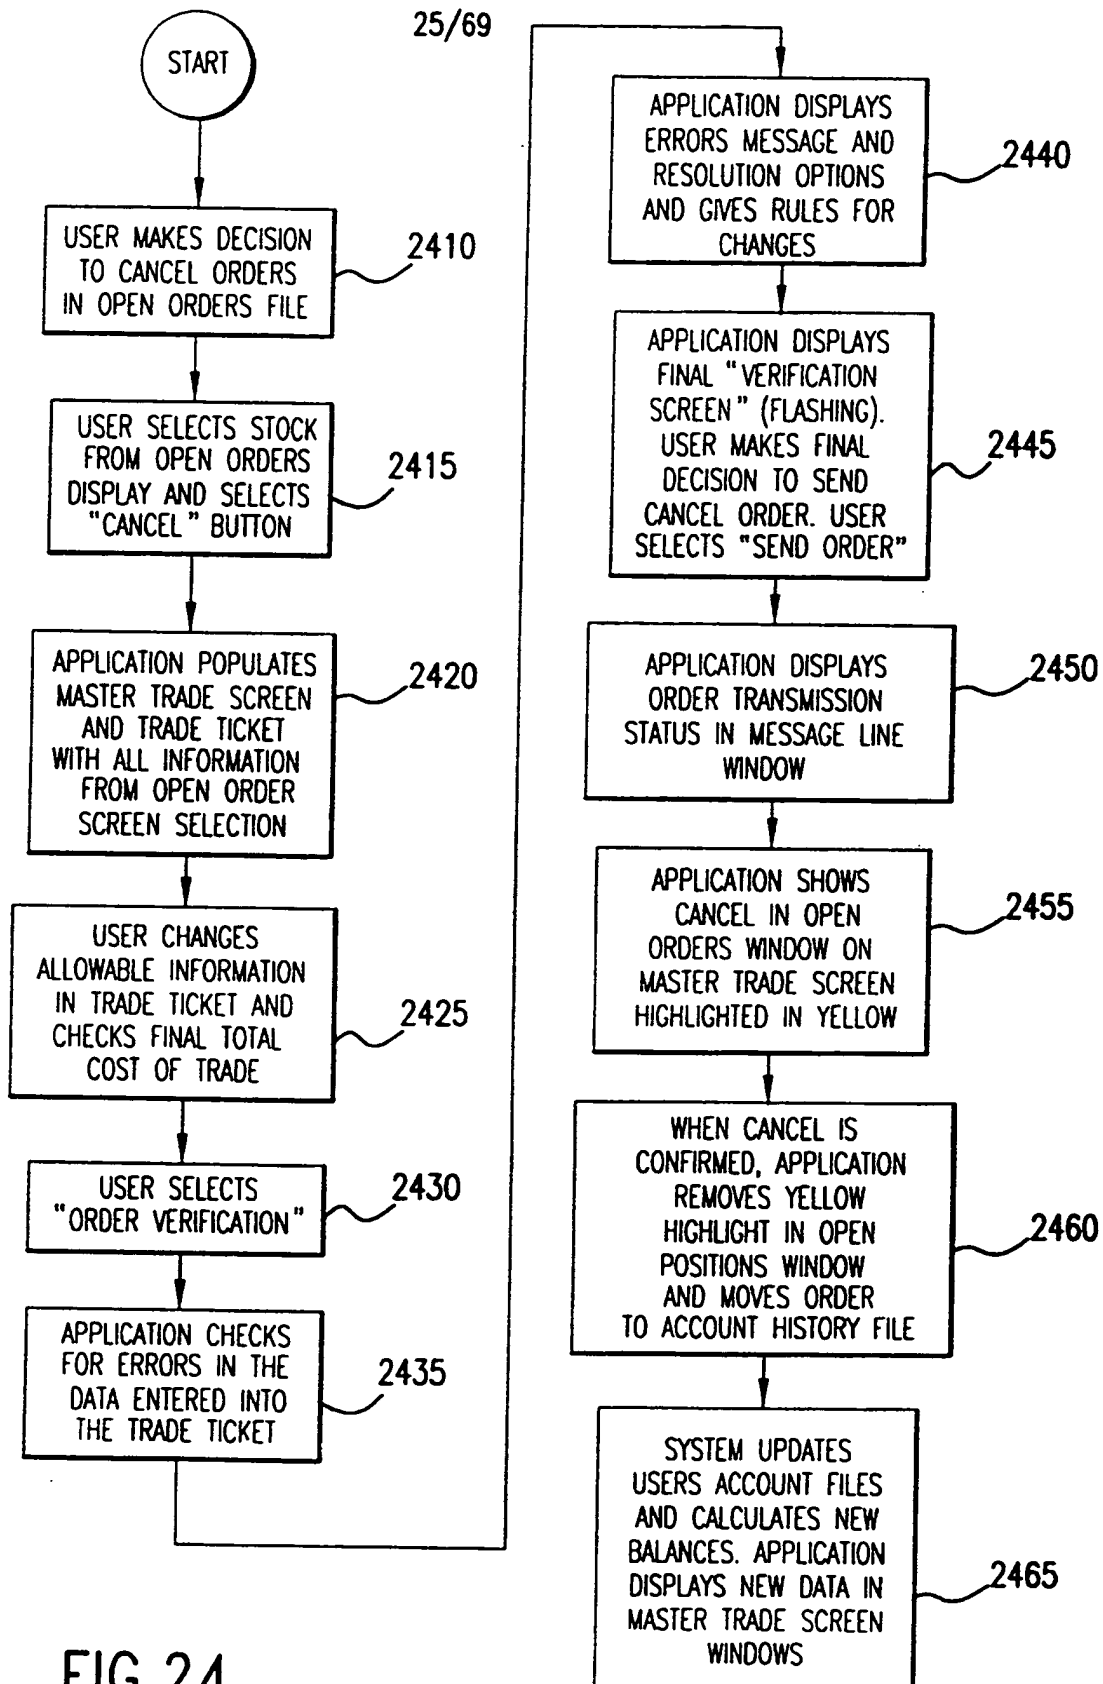 25/69
START
USER MAKES DECISION
TO CANCEL ORDERS
IN OPEN ORDERS FILE
2410
USER SELECTS STOCK
FROM OPEN ORDERS
DISPLAY AND SELECTS
"CANCEL" BUTTON
2415
APPLICATION POPULATES
MASTER TRADE SCREEN
AND TRADE TICKET
WITH ALL INFORMATION
FROM OPEN ORDER
SCREEN SELECTION
2420
USER CHANGES
ALLOWABLE INFORMATION
IN TRADE TICKET AND
CHECKS FINAL TOTAL
COST OF TRADE
2425
USER SELECTS
"ORDER VERIFICATION"
2430
APPLICATION CHECKS
FOR ERRORS IN THE
DATA ENTERED INTO
THE TRADE TICKET
2435
APPLICATION DISPLAYS
ERRORS MESSAGE AND
RESOLUTION OPTIONS
AND GIVES RULES FOR
CHANGES
2440
APPLICATION DISPLAYS
FINAL "VERIFICATION
SCREEN" (FLASHING).
USER MAKES FINAL
DECISION TO SEND
CANCEL ORDER. USER
SELECTS "SEND ORDER"
2445
APPLICATION DISPLAYS
ORDER TRANSMISSION
STATUS IN MESSAGE LINE
WINDOW
2450
APPLICATION SHOWS
CANCEL IN OPEN
ORDERS WINDOW ON
MASTER TRADE SCREEN
HIGHLIGHTED IN YELLOW
2455
WHEN CANCEL IS
CONFIRMED, APPLICATION
REMOVES YELLOW
HIGHLIGHT IN OPEN
POSITIONS WINDOW
AND MOVES ORDER
TO ACCOUNT HISTORY FILE
2460
SYSTEM UPDATES
USERS ACCOUNT FILES
AND CALCULATES NEW
BALANCES. APPLICATION
DISPLAYS NEW DATA IN
MASTER TRADE SCREEN
WINDOWS
2465
FIG. 24